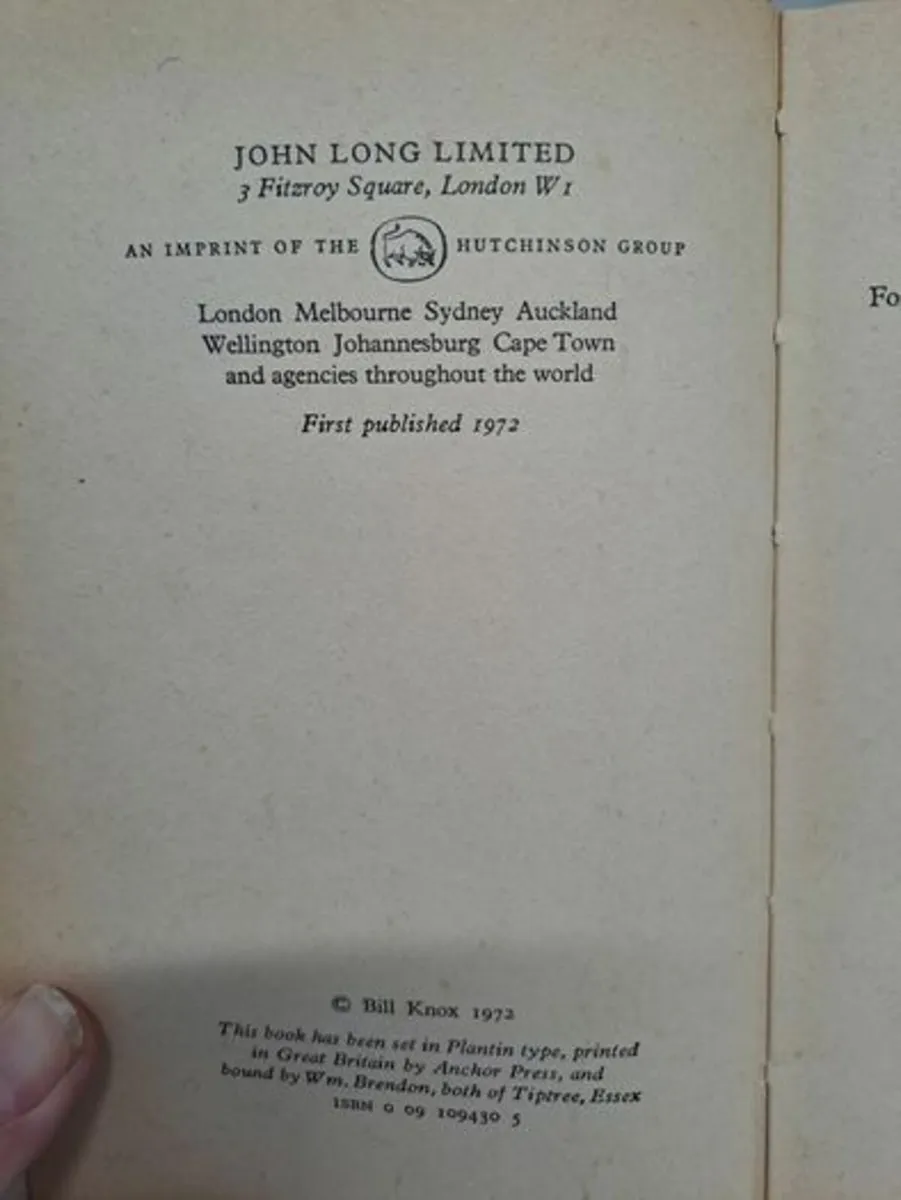 JOHN LONG LIMITED
3 Fitzroy Square, London W1
AN IMPRINT OF THE HUTCHINSON GROUP
London Melbourne Sydney Auckland
Wellington Johannesburg Cape Town
and agencies throughout the world
First published 1972
Fo
© Bill Knox 1972
This book has been set in Plantin type, printed
in Great Britain by Anchor Press, and
bound by Wm. Brendon, both of Tiptree, Essex
ISBN 0 09 109430 5